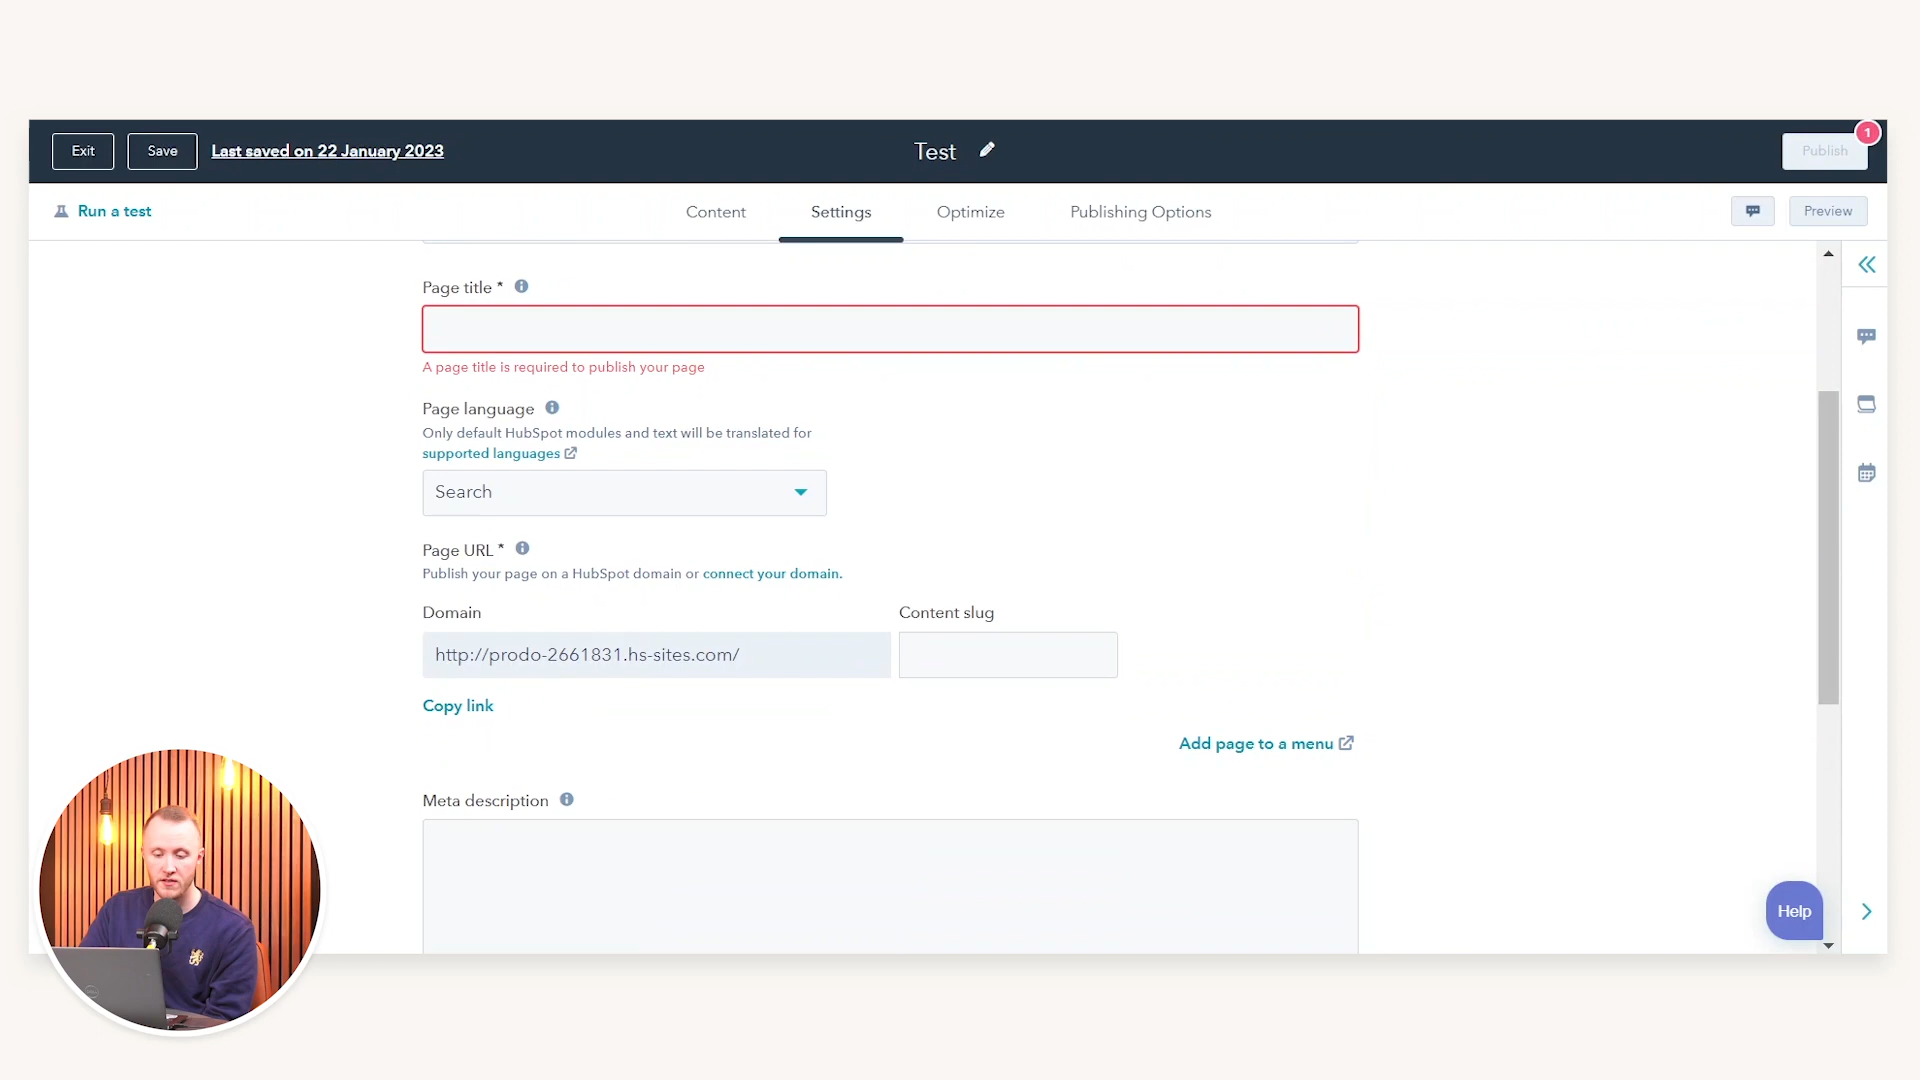 Exit
Save
Last saved on 22 January 2023
Test
Publish
1
Run a test
Content
Settings
Optimize
Publishing Options
Preview
Page title *
A page title is required to publish your page
Page language
Only default HubSpot modules and text will be translated for
supported languages
Search
Page URL *
Publish your page on a HubSpot domain or connect your domain.
Domain
Content slug
http://prodo-2661831.hs-sites.com/
Copy link
Add page to a menu
Meta description
Help